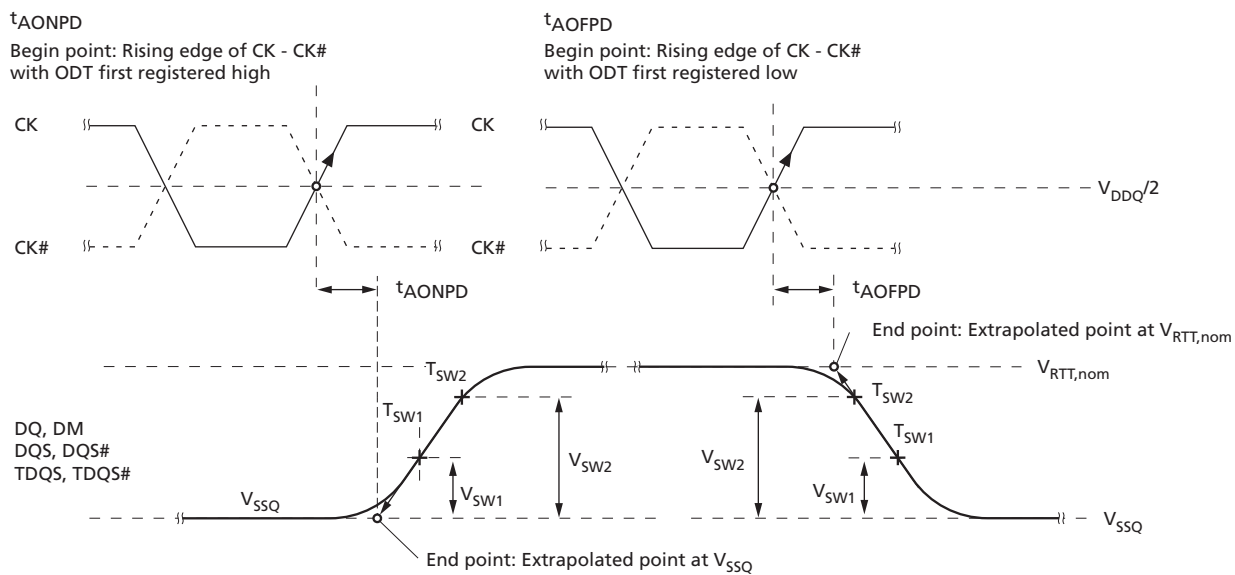 tAONPD
Begin point: Rising edge of CK - CK#
with ODT first registered high
tAOFPD
Begin point: Rising edge of CK - CK#
with ODT first registered low
CK
CK
VDDQ/2
CK#
CK#
tAONPD
tAOFPD
End point: Extrapolated point at VRTT,nom
TSW2
VRTT,nom
TSW2
TSW1
TSW1
DQ, DM
DQS, DQS#
TDQS, TDQS#
VSW2
VSW2
VSW1
VSW1
VSSQ
VSSQ
End point: Extrapolated point at VSSQ